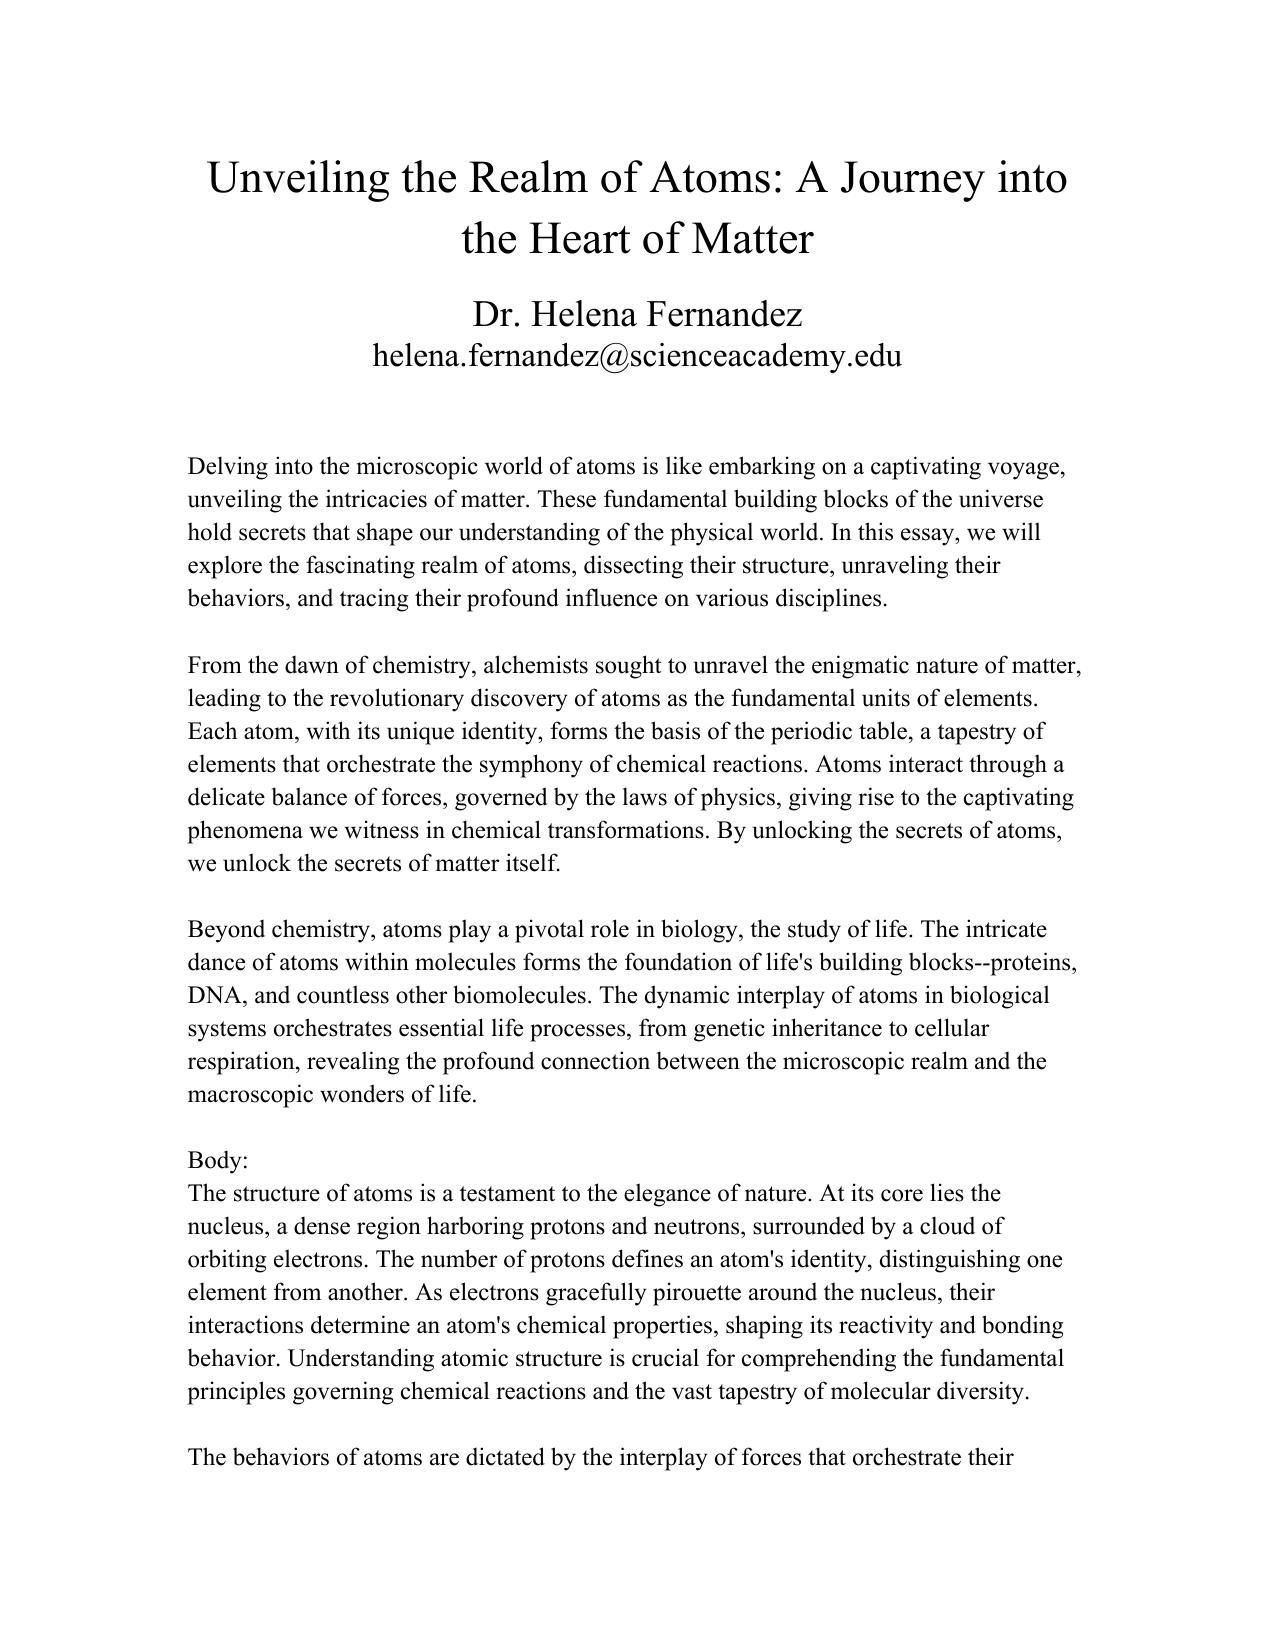 Unveiling the Realm of Atoms: A Journey into
the Heart of Matter
Dr. Helena Fernandez
helena.fernandez@scienceacademy.edu
Delving into the microscopic world of atoms is like embarking on a captivating voyage,
unveiling the intricacies of matter. These fundamental building blocks of the universe
hold secrets that shape our understanding of the physical world. In this essay, we will
explore the fascinating realm of atoms, dissecting their structure, unraveling their
behaviors, and tracing their profound influence on various disciplines.
From the dawn of chemistry, alchemists sought to unravel the enigmatic nature of matter,
leading to the revolutionary discovery of atoms as the fundamental units of elements.
Each atom, with its unique identity, forms the basis of the periodic table, a tapestry of
elements that orchestrate the symphony of chemical reactions. Atoms interact through a
delicate balance of forces, governed by the laws of physics, giving rise to the captivating
phenomena we witness in chemical transformations. By unlocking the secrets of atoms,
we unlock the secrets of matter itself.
Beyond chemistry, atoms play a pivotal role in biology, the study of life. The intricate
dance of atoms within molecules forms the foundation of life's building blocks--proteins,
DNA, and countless other biomolecules. The dynamic interplay of atoms in biological
systems orchestrates essential life processes, from genetic inheritance to cellular
respiration, revealing the profound connection between the microscopic realm and the
macroscopic wonders of life.
Body:
The structure of atoms is a testament to the elegance of nature. At its core lies the
nucleus, a dense region harboring protons and neutrons, surrounded by a cloud of
orbiting electrons. The number of protons defines an atom's identity, distinguishing one
element from another. As electrons gracefully pirouette around the nucleus, their
interactions determine an atom's chemical properties, shaping its reactivity and bonding
behavior. Understanding atomic structure is crucial for comprehending the fundamental
principles governing chemical reactions and the vast tapestry of molecular diversity.
The behaviors of atoms are dictated by the interplay of forces that orchestrate their